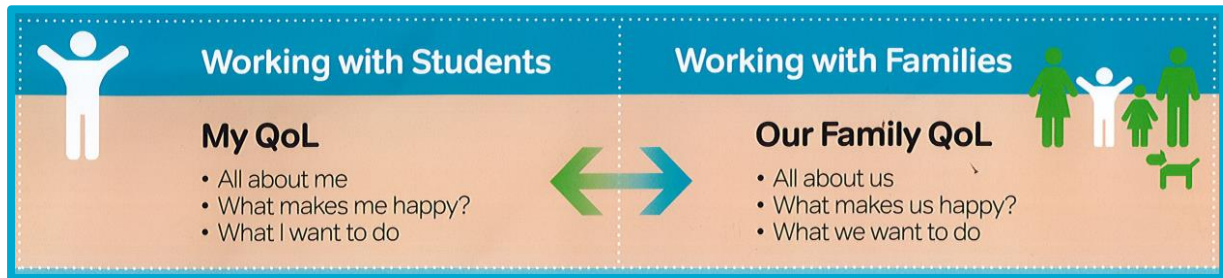 Working with Students
My QoL
• All about me
• What makes me happy?
• What I want to do
Working with Families
Our Family QoL
• All about us
• What makes us happy?
• What we want to do